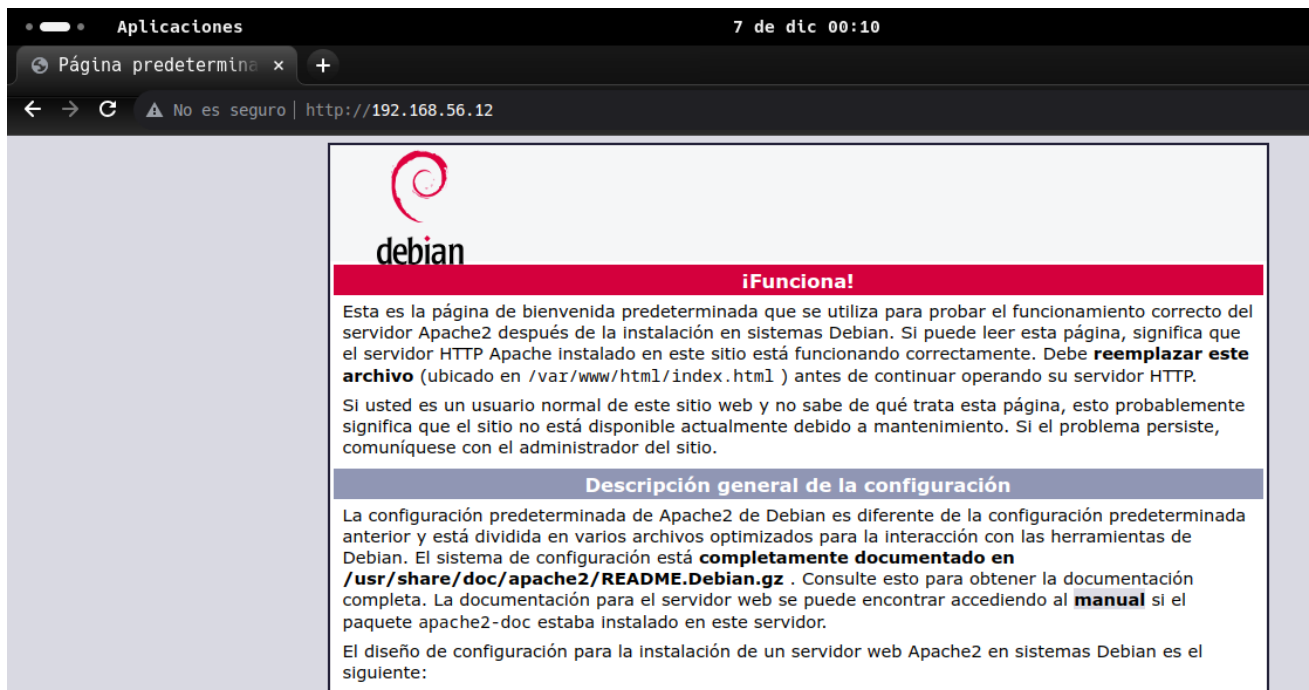 Aplicaciones
7 de dic 00:10
Página predetermina
No es seguro | http://192.168.56.12
debian
¡Funciona!
Esta es la página de bienvenida predeterminada que se utiliza para probar el funcionamiento correcto del
servidor Apache2 después de la instalación en sistemas Debian. Si puede leer esta página, significa que
el servidor HTTP Apache instalado en este sitio está funcionando correctamente. Debe reemplazar este
archivo (ubicado en /var/www/html/index.html ) antes de continuar operando su servidor HTTP.
Si usted es un usuario normal de este sitio web y no sabe de qué trata esta página, esto probablemente
significa que el sitio no está disponible actualmente debido a mantenimiento. Si el problema persiste,
comuníquese con el administrador del sitio.
Descripción general de la configuración
La configuración predeterminada de Apache2 de Debian es diferente de la configuración predeterminada
anterior y está dividida en varios archivos optimizados para la interacción con las herramientas de
Debian. El sistema de configuración está completamente documentado en
/usr/share/doc/apache2/README.Debian.gz . Consulte esto para obtener la documentación
completa. La documentación para el servidor web se puede encontrar accediendo al manual si el
paquete apache2-doc estaba instalado en este servidor.
El diseño de configuración para la instalación de un servidor web Apache2 en sistemas Debian es el
siguiente: